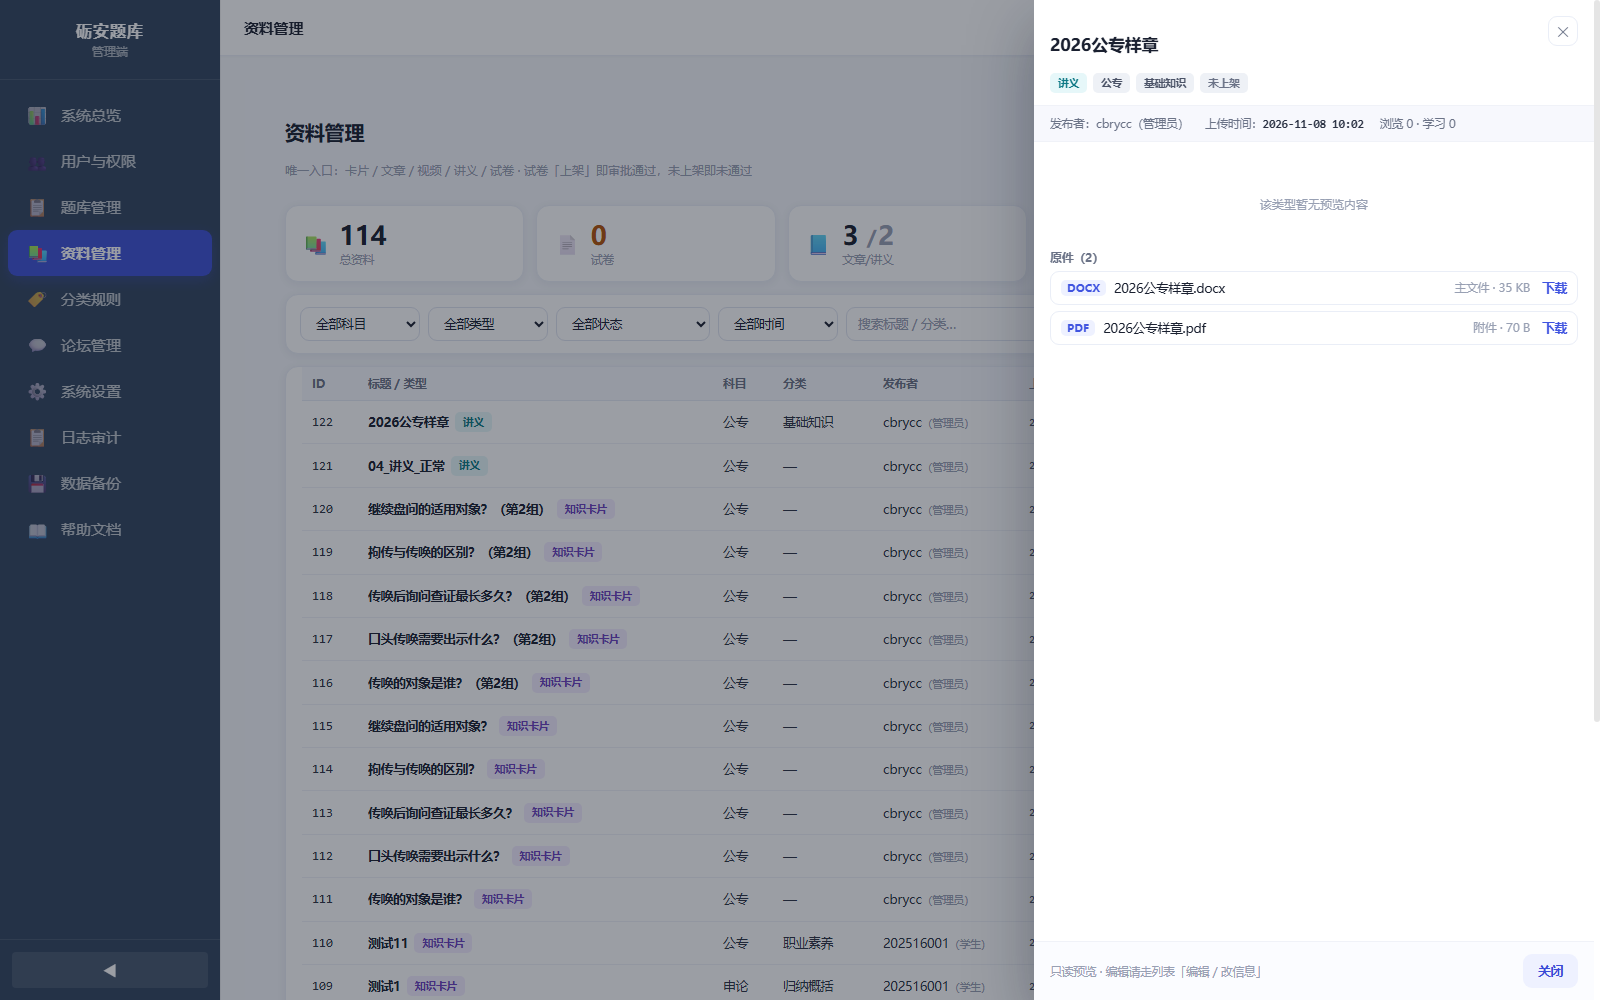 砺安题库
管理端
系统总览
用户与权限
题库管理
资料管理
分类规则
论坛管理
系统设置
日志审计
数据备份
帮助文档
◀
资料管理
资料管理
唯一入口：卡片 / 文章 / 视频 / 讲义 / 试卷 · 试卷「上架」即审批通过，未上架即未通过
114
总资料
0
试卷
3 /2
文章/讲义
全部科目
全部类型
全部状态
全部时间
搜索标题 / 分类...
ID 标题 / 类型 科目 分类 发布者
122 2026公专样章 讲义 公专 基础知识 cbrycc (管理员)
121 04_讲义_正常 讲义 公专 — cbrycc (管理员)
120 继续盘问的适用对象？（第2组） 知识卡片 公专 — cbrycc (管理员)
119 拘传与传唤的区别？（第2组） 知识卡片 公专 — cbrycc (管理员)
118 传唤后询问查证最长多久？（第2组） 知识卡片 公专 — cbrycc (管理员)
117 口头传唤需要出示什么？（第2组） 知识卡片 公专 — cbrycc (管理员)
116 传唤的对象是谁？（第2组） 知识卡片 公专 — cbrycc (管理员)
115 继续盘问的适用对象？ 知识卡片 公专 — cbrycc (管理员)
114 拘传与传唤的区别？ 知识卡片 公专 — cbrycc (管理员)
113 传唤后询问查证最长多久？ 知识卡片 公专 — cbrycc (管理员)
112 口头传唤需要出示什么？ 知识卡片 公专 — cbrycc (管理员)
111 传唤的对象是谁？ 知识卡片 公专 — cbrycc (管理员)
110 测试11 知识卡片 公专 职业素养 202516001 (学生)
109 测试1 知识卡片 申论 归纳概括 202516001 (学生)
2026公专样章
讲义 公专 基础知识 未上架
发布者：cbrycc（管理员） 上传时间：2026-11-08 10:02 浏览 0 · 学习 0
该类型暂无预览内容
原件（2）
DOCX 2026公专样章.docx 主文件 · 35 KB 下载
PDF 2026公专样章.pdf 附件 · 70 B 下载
只读预览 · 编辑请走列表「编辑 / 改信息」
关闭